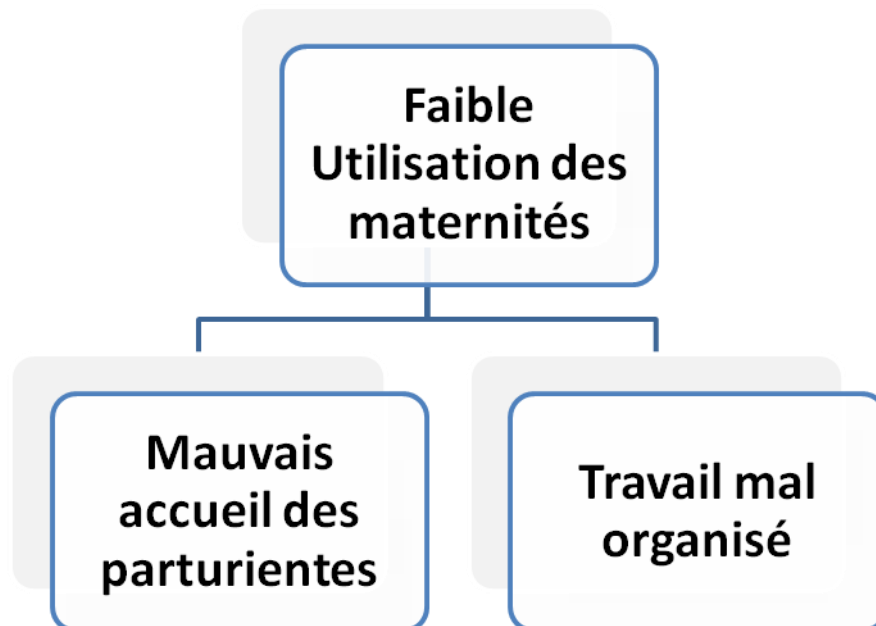 Faible
Utilisation des
maternités
Mauvais
accueil des
parturientes
Travail mal
organisé